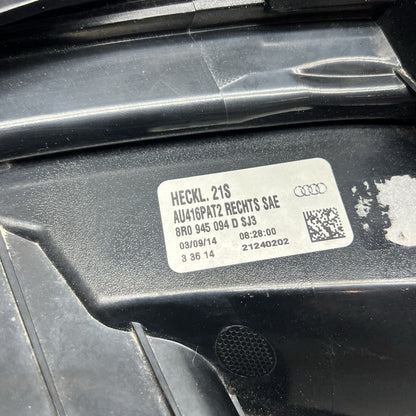 HECKL. 21S
AU416PAT2 RECHTS SAE
8R0 945 094 D SJ3
03/09/14 08:28:00
3 36 14 21240202